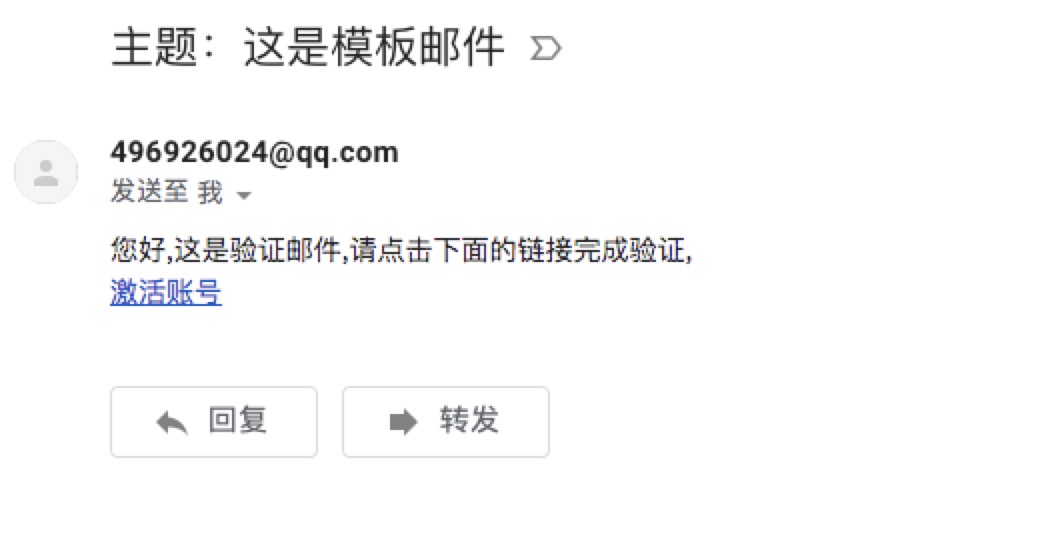 主题：这是模板邮件
496926024@qq.com
发送至 我
您好,这是验证邮件,请点击下面的链接完成验证,
激活账号
回复 转发